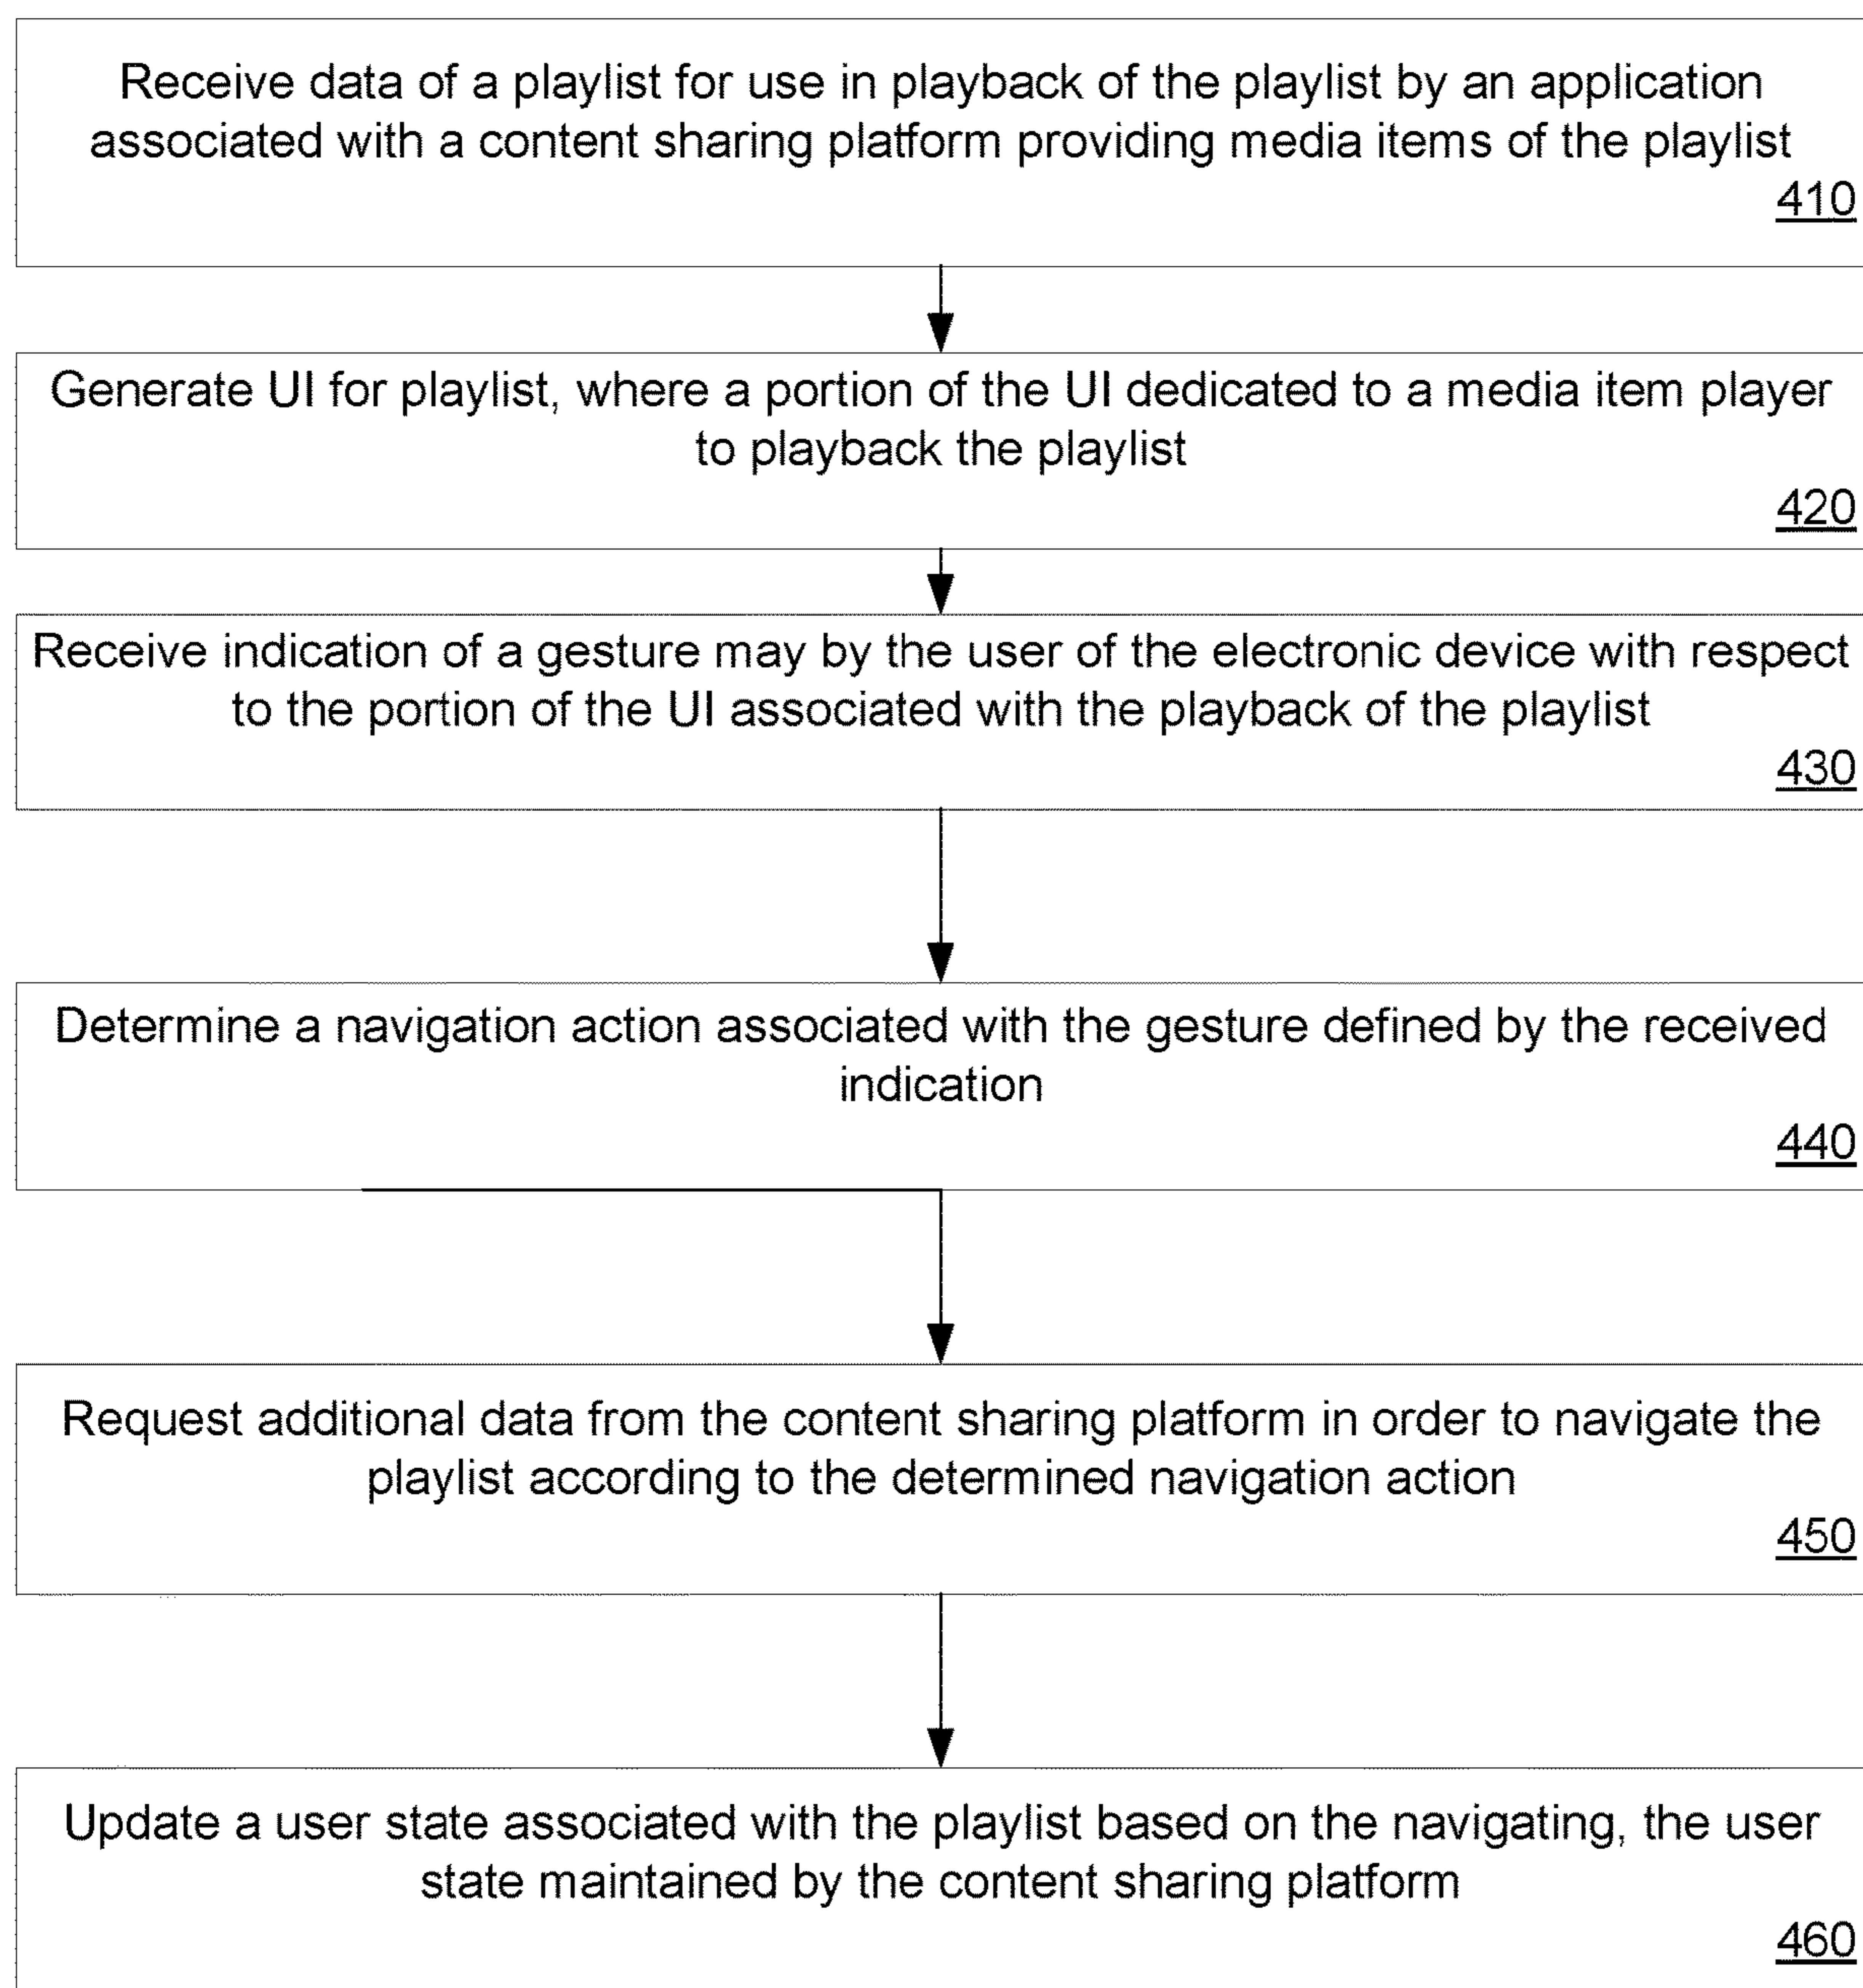 Receive data of a playlist for use in playback of the playlist by an application
associated with a content sharing platform providing media items of the playlist
410
Generate UI for playlist, where a portion of the UI dedicated to a media item player
to playback the playlist
420
Receive indication of a gesture may by the user of the electronic device with respect
to the portion of the UI associated with the playback of the playlist
430
Determine a navigation action associated with the gesture defined by the received
indication
440
Request additional data from the content sharing platform in order to navigate the
playlist according to the determined navigation action
450
Update a user state associated with the playlist based on the navigating, the user
state maintained by the content sharing platform
460